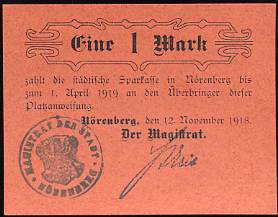 Eine 1 Mark
zahlt die städtische Sparkasse in Nörenberg bis
zum 1. April 1919 an den Überbringer dieser
Platzanweisung.
Nörenberg, den 12. November 1918.
Der Magistrat.
MAGISTRAT DER STADT NÖRENBERG